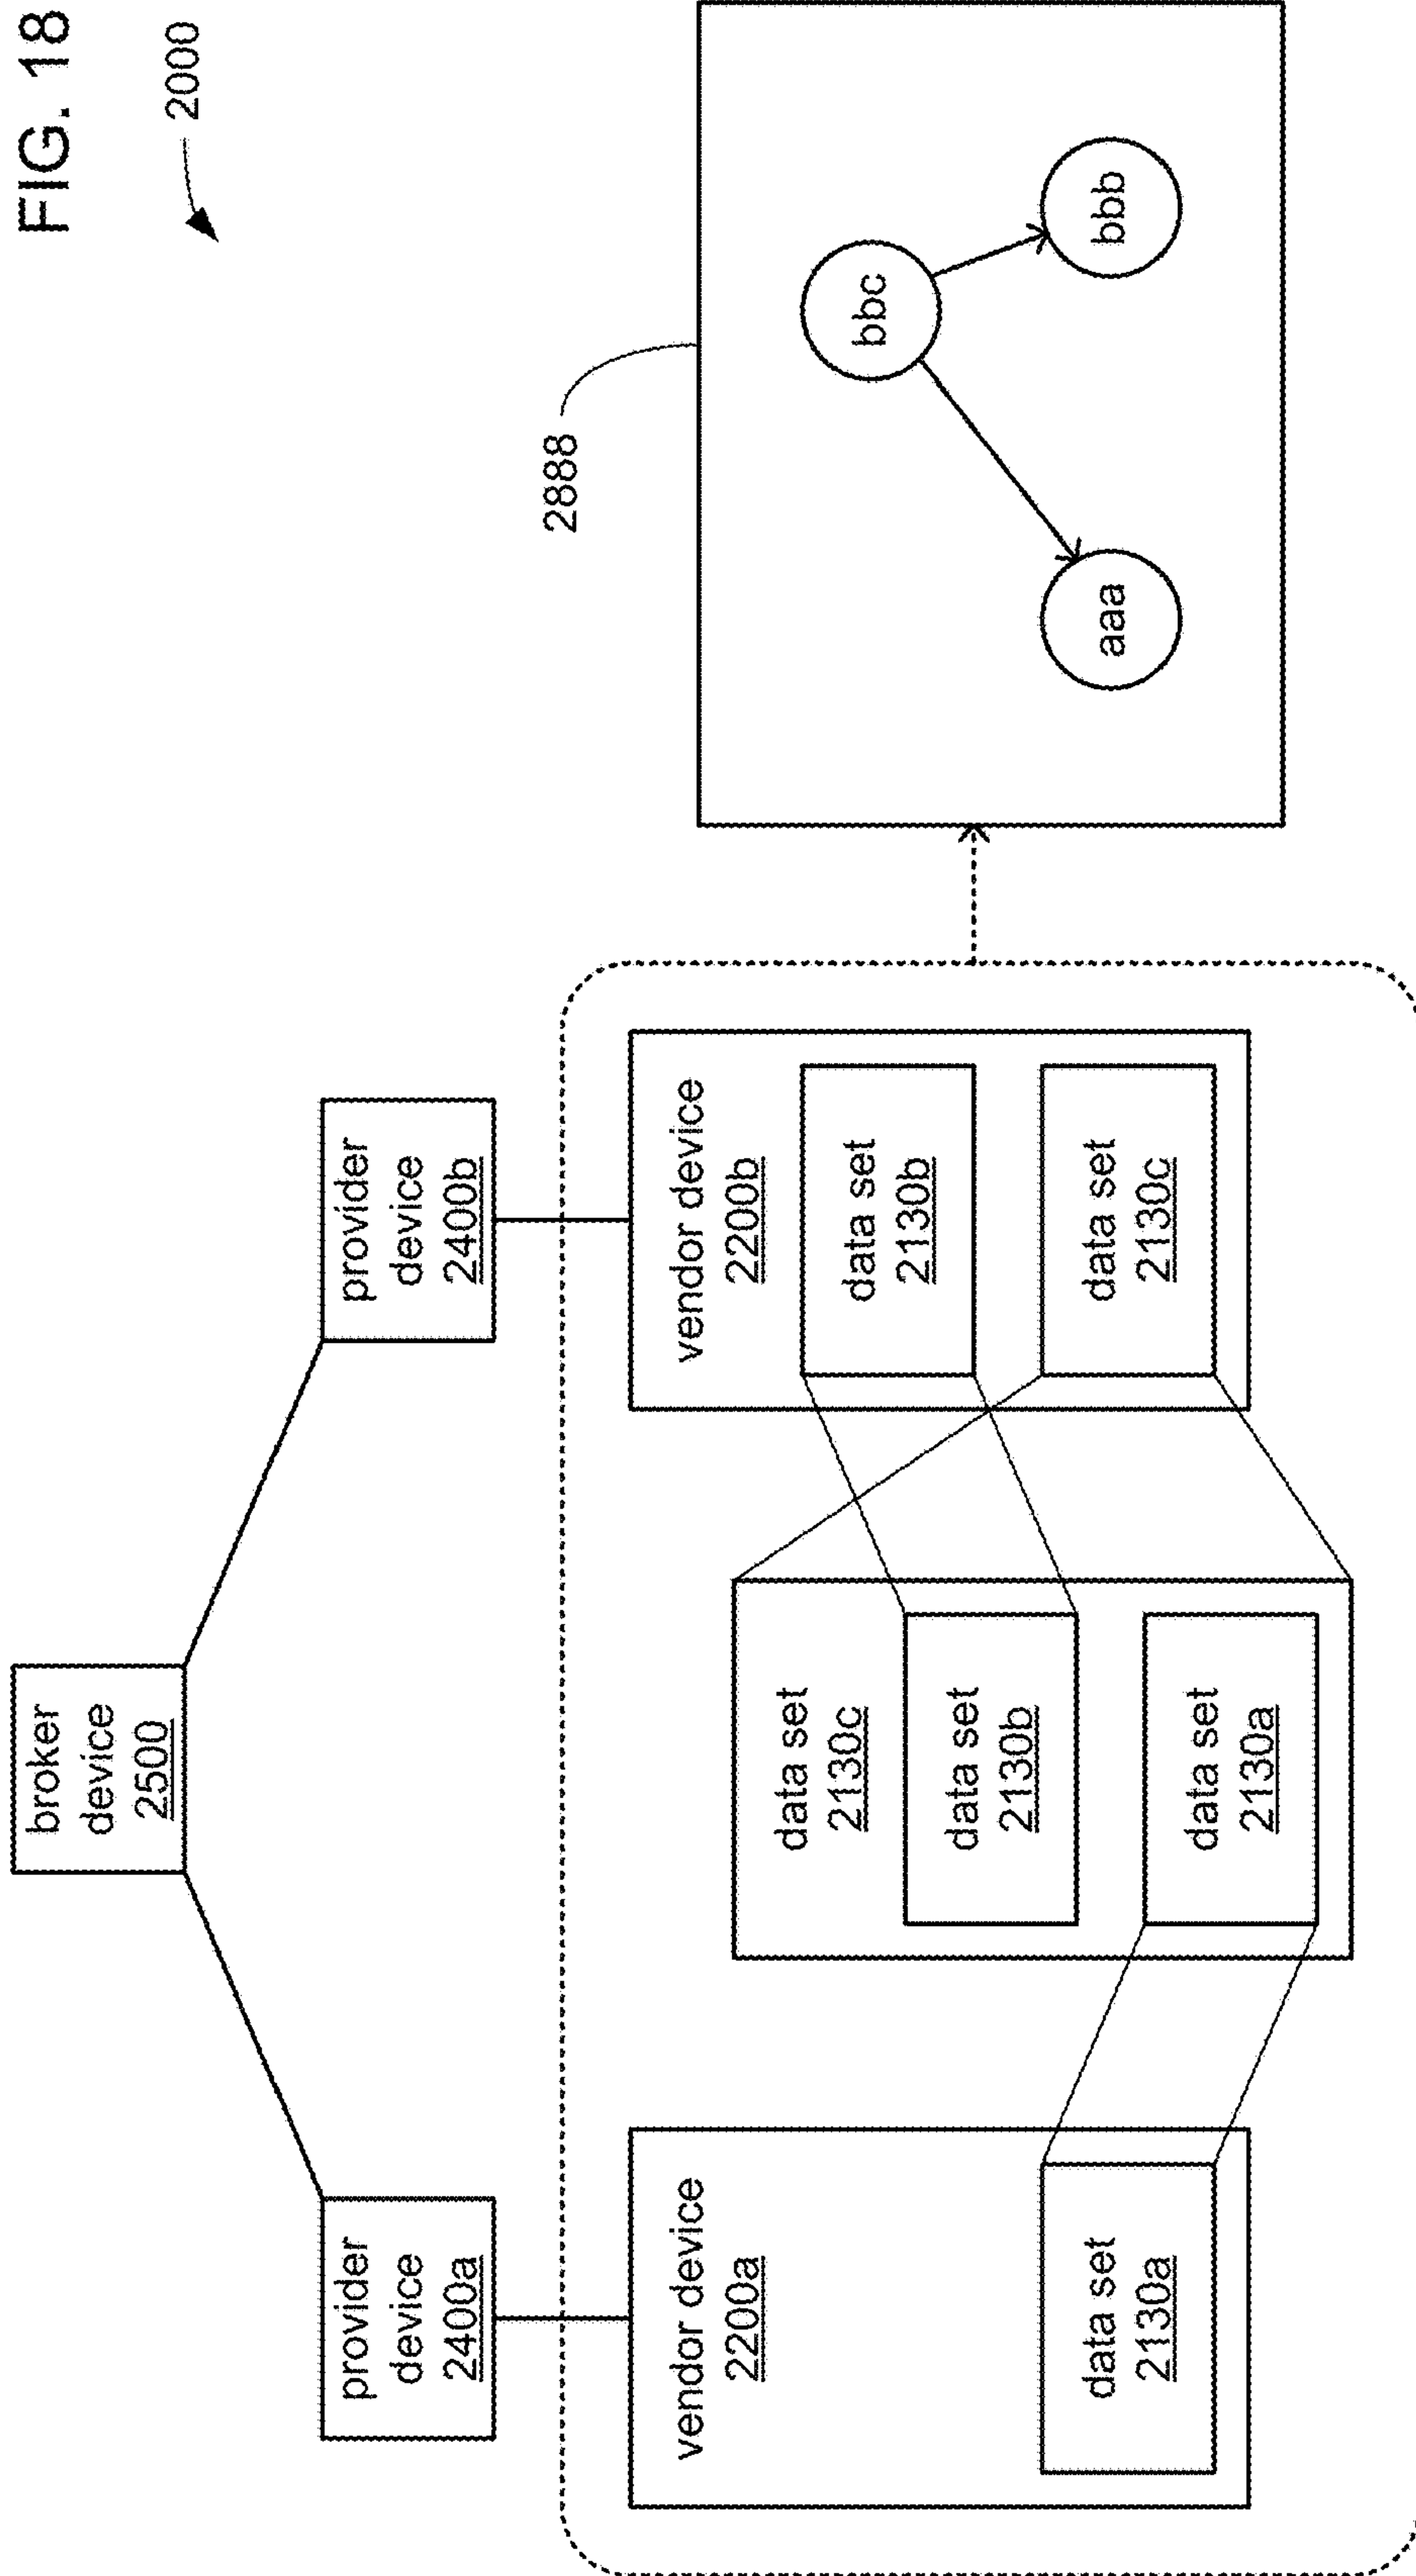 FIG. 18
2000
broker
device
2500
provider
device
2400a
provider
device
2400b
vendor device
2200a
data set
2130a
data set
2130c
data set
2130b
data set
2130a
vendor device
2200b
data set
2130b
data set
2130c
2888
bbc
aaa
bbb